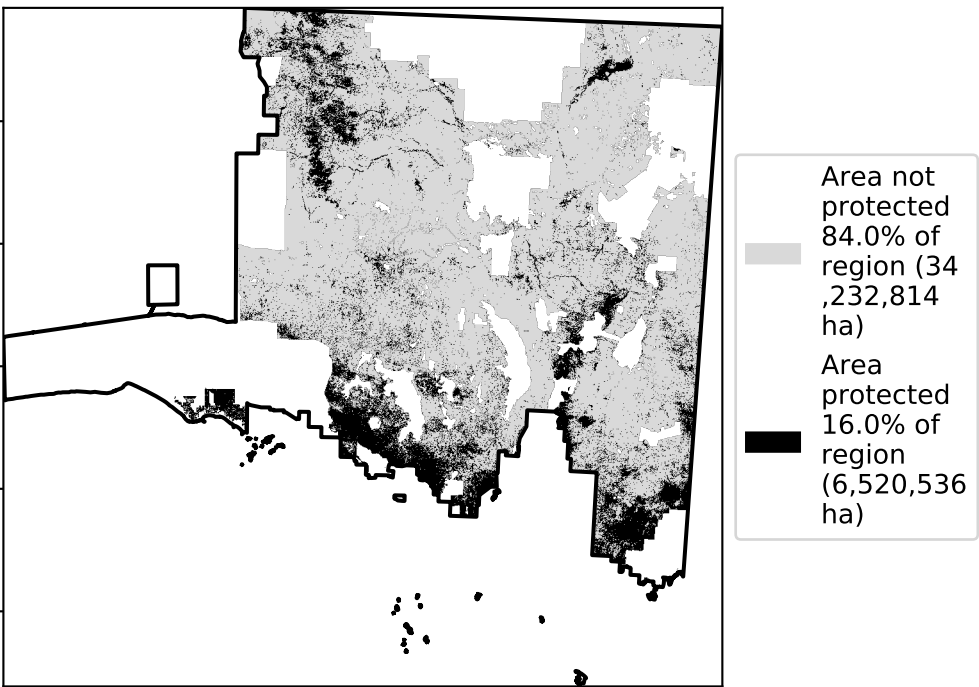 Area not
protected
84.0% of
region (34
,232,814
ha)
Area
protected
16.0% of
region
(6,520,536
ha)